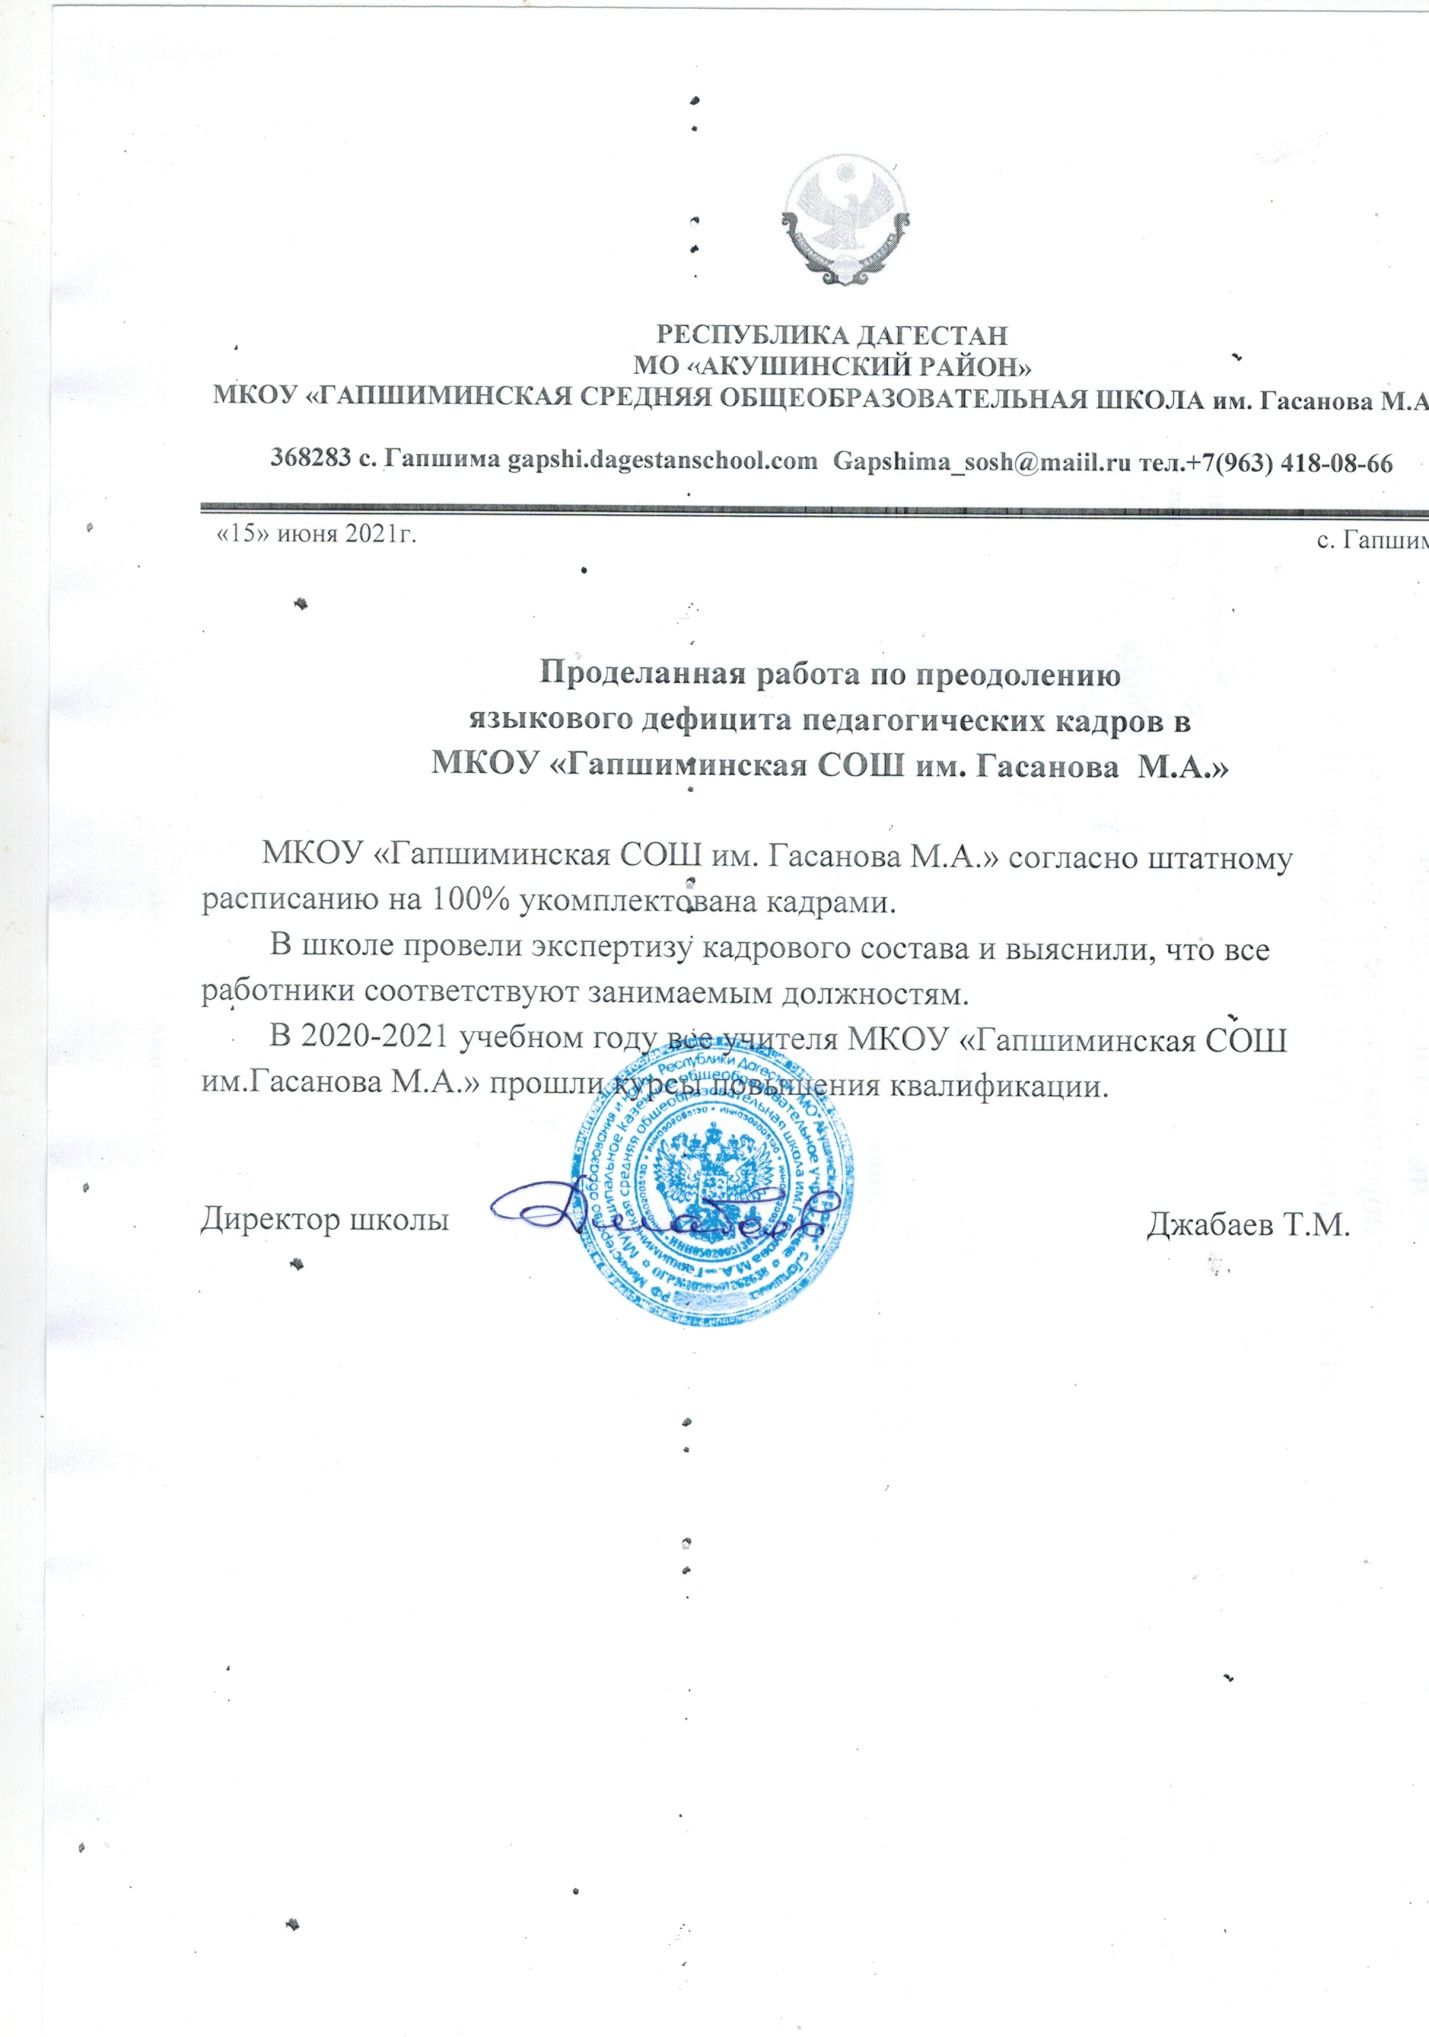 РЕСПУБЛИКА ДАГЕСТАН
МО «АКУШИНСКИЙ РАЙОН»
МКОУ «ГАПШИМИНСКАЯ СРЕДНЯЯ ОБЩЕОБРАЗОВАТЕЛЬНАЯ ШКОЛА им. Гасанова М.А
368283 с. Гапшима gapshi.dagestanschool.com Gapshima_sosh@maiil.ru тел.+7(963) 418-08-66
«15» июня 2021г.
с. Гапшим
Проделанная работа по преодолению
языкового дефицита педагогических кадров в
МКОУ «Гапшиминская СОШ им. Гасанова М.А.»
МКОУ «Гапшиминская СОШ им. Гасанова М.А.» согласно штатному
расписанию на 100% укомплектована кадрами.
В школе провели экспертизу кадрового состава и выяснили, что все
работники соответствуют занимаемым должностям.
В 2020-2021 учебном году все учителя МКОУ «Гапшиминская СОШ
им.Гасанова М.А.» прошли курсы повышения квалификации.
Директор школы
Джабаев Т.М.